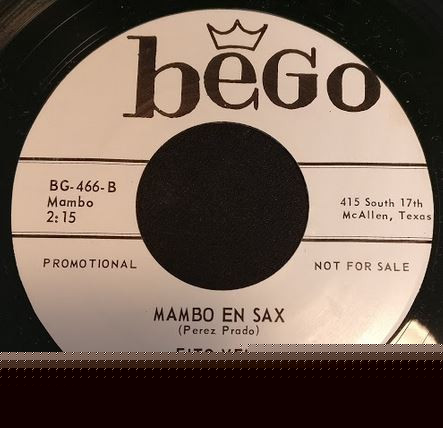 beGo
BG-466-B
Mambo
2:15
415 South 17th
McAllen, Texas
PROMOTIONAL
NOT FOR SALE
MAMBO EN SAX
(Perez Prado)